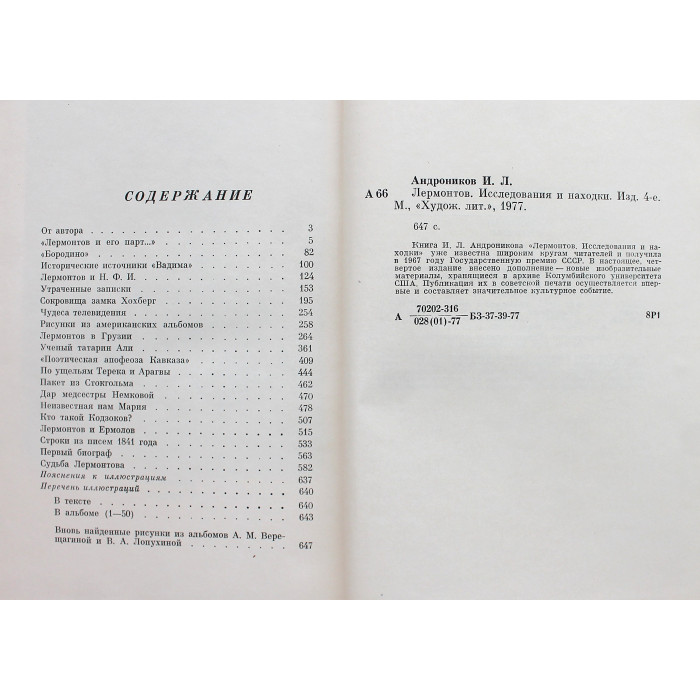 СОДЕРЖАНИЕ
От автора . . . . . . . . . . . . . . . 3
«Лермонтов и его парт...» . . . . . . . . . . 5
«Бородино» . . . . . . . . . . . . . . . 82
Исторические источники «Вадима» . . . . . . . . 100
Лермонтов и Н. Ф. И. . . . . . . . . . . . 124
Утраченные записки . . . . . . . . . . . . 153
Сокровища замка Хохберг . . . . . . . . . . 195
Чудеса телевидения . . . . . . . . . . . . 254
Рисунки из американских альбомов . . . . . . . 258
Лермонтов в Грузии . . . . . . . . . . . . 264
Ученый татарин Али . . . . . . . . . . . . 361
«Поэтическая апофеоза Кавказа» . . . . . . . . 409
По ущельям Терека и Арагвы . . . . . . . . . 444
Пакет из Стокгольма . . . . . . . . . . . 462
Дар медсестры Немковой . . . . . . . . . . 470
Неизвестная нам Мария . . . . . . . . . . 478
Кто такой Кодзоков? . . . . . . . . . . . 507
Лермонтов и Ермолов . . . . . . . . . . . 515
Строки из писем 1841 года . . . . . . . . . 533
Первый биограф . . . . . . . . . . . . . 563
Судьба Лермонтова . . . . . . . . . . . . 582
Пояснения к иллюстрациям . . . . . . . . . 637
Перечень иллюстраций . . . . . . . . . . . 640
В тексте . . . . . . . . . . . . . . . 640
В альбоме (1—50) . . . . . . . . . . . . 643
Вновь найденные рисунки из альбомов А. М. Вере-
щагиной и В. А. Лопухиной . . . . . . . . . 647
Андроников И. Л.
А 66 Лермонтов. Исследования и находки. Изд. 4-е.
М., «Худож. лит.», 1977.
647 с.
Книга И. Л. Андроникова «Лермонтов. Исследования и на-
ходки» уже известна широким кругам читателей и получила
в 1967 году Государственную премию СССР. В настоящее, чет-
вертое издание внесено дополнение — новые изобразительные
материалы, хранящиеся в архиве Колумбийского университета
США. Публикация их в советской печати осуществляется впер-
вые и составляет значительное культурное событие.
70202-316
А БЗ-37-39-77 8Р1
028(01)-77